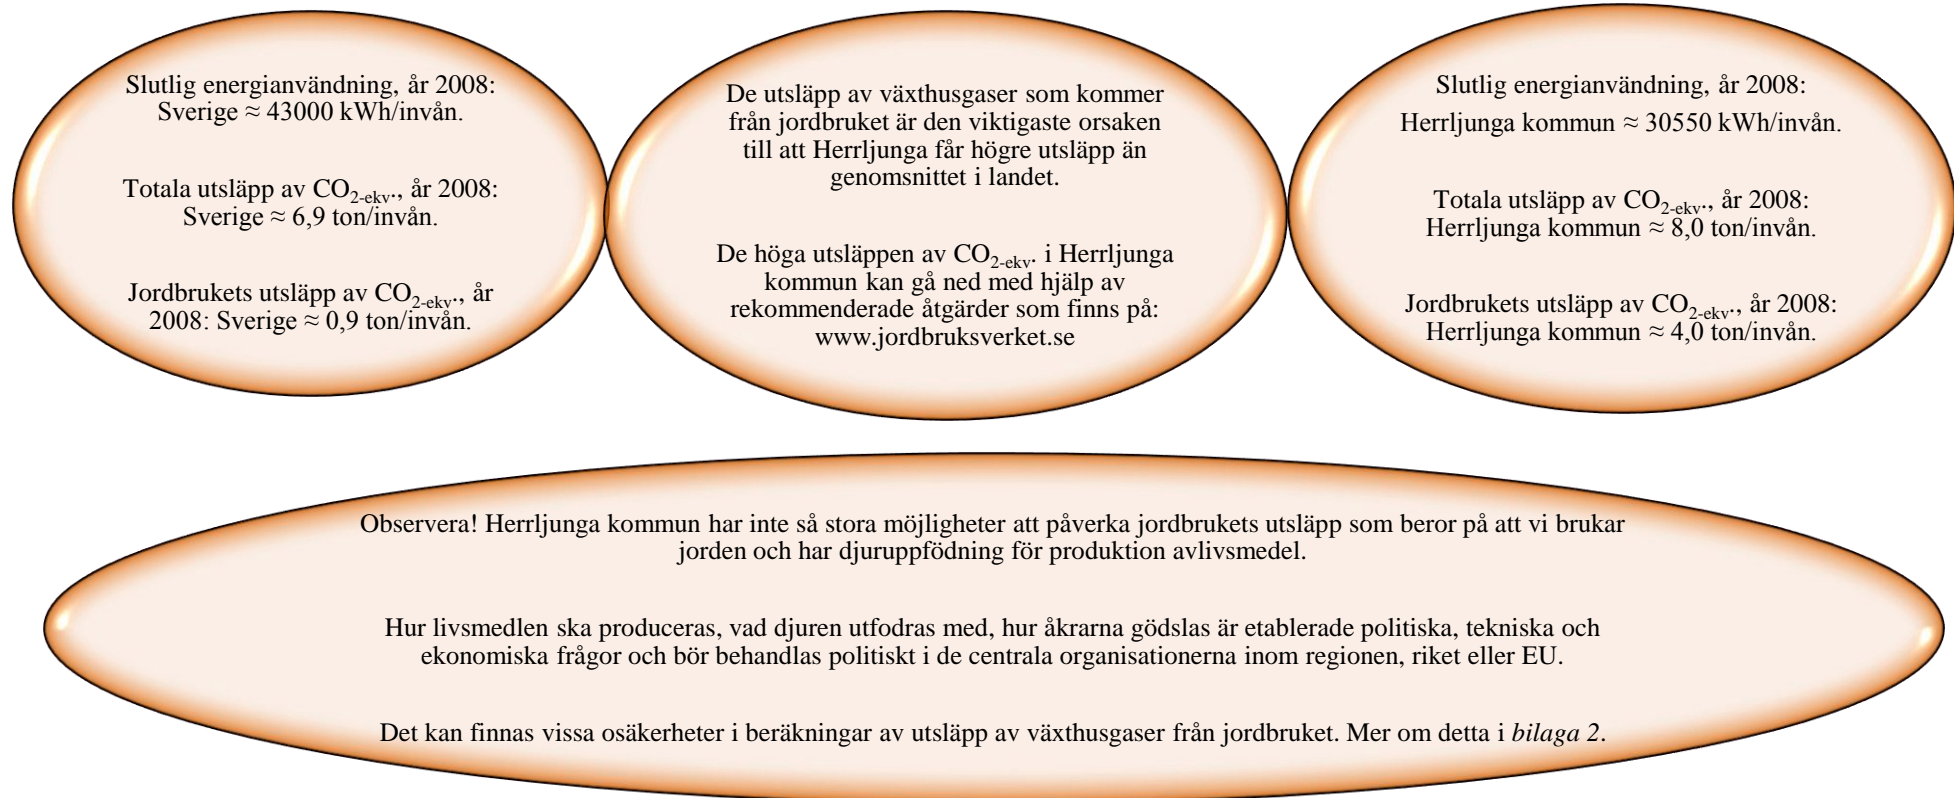 Slutlig energianvändning, år 2008:
Sverige ≈ 43000 kWh/invån.
Totala utsläpp av CO2-ekv., år 2008:
Sverige ≈ 6,9 ton/invån.
Jordbrukets utsläpp av CO2-ekv., år
2008: Sverige ≈ 0,9 ton/invån.
De utsläpp av växthusgaser som kommer
från jordbruket är den viktigaste orsaken
till att Herrljunga får högre utsläpp än
genomsnittet i landet.
De höga utsläppen av CO2-ekv. i Herrljunga
kommun kan gå ned med hjälp av
rekommenderade åtgärder som finns på:
www.jordbruksverket.se
Slutlig energianvändning, år 2008:
Herrljunga kommun ≈ 30550 kWh/invån.
Totala utsläpp av CO2-ekv., år 2008:
Herrljunga kommun ≈ 8,0 ton/invån.
Jordbrukets utsläpp av CO2-ekv., år 2008:
Herrljunga kommun ≈ 4,0 ton/invån.
Observera! Herrljunga kommun har inte så stora möjligheter att påverka jordbrukets utsläpp som beror på att vi brukar
jorden och har djuruppfödning för produktion avlivsmedel.
Hur livsmedlen ska produceras, vad djuren utfodras med, hur åkrarna gödslas är etablerade politiska, tekniska och
ekonomiska frågor och bör behandlas politiskt i de centrala organisationerna inom regionen, riket eller EU.
Det kan finnas vissa osäkerheter i beräkningar av utsläpp av växthusgaser från jordbruket. Mer om detta i bilaga 2.